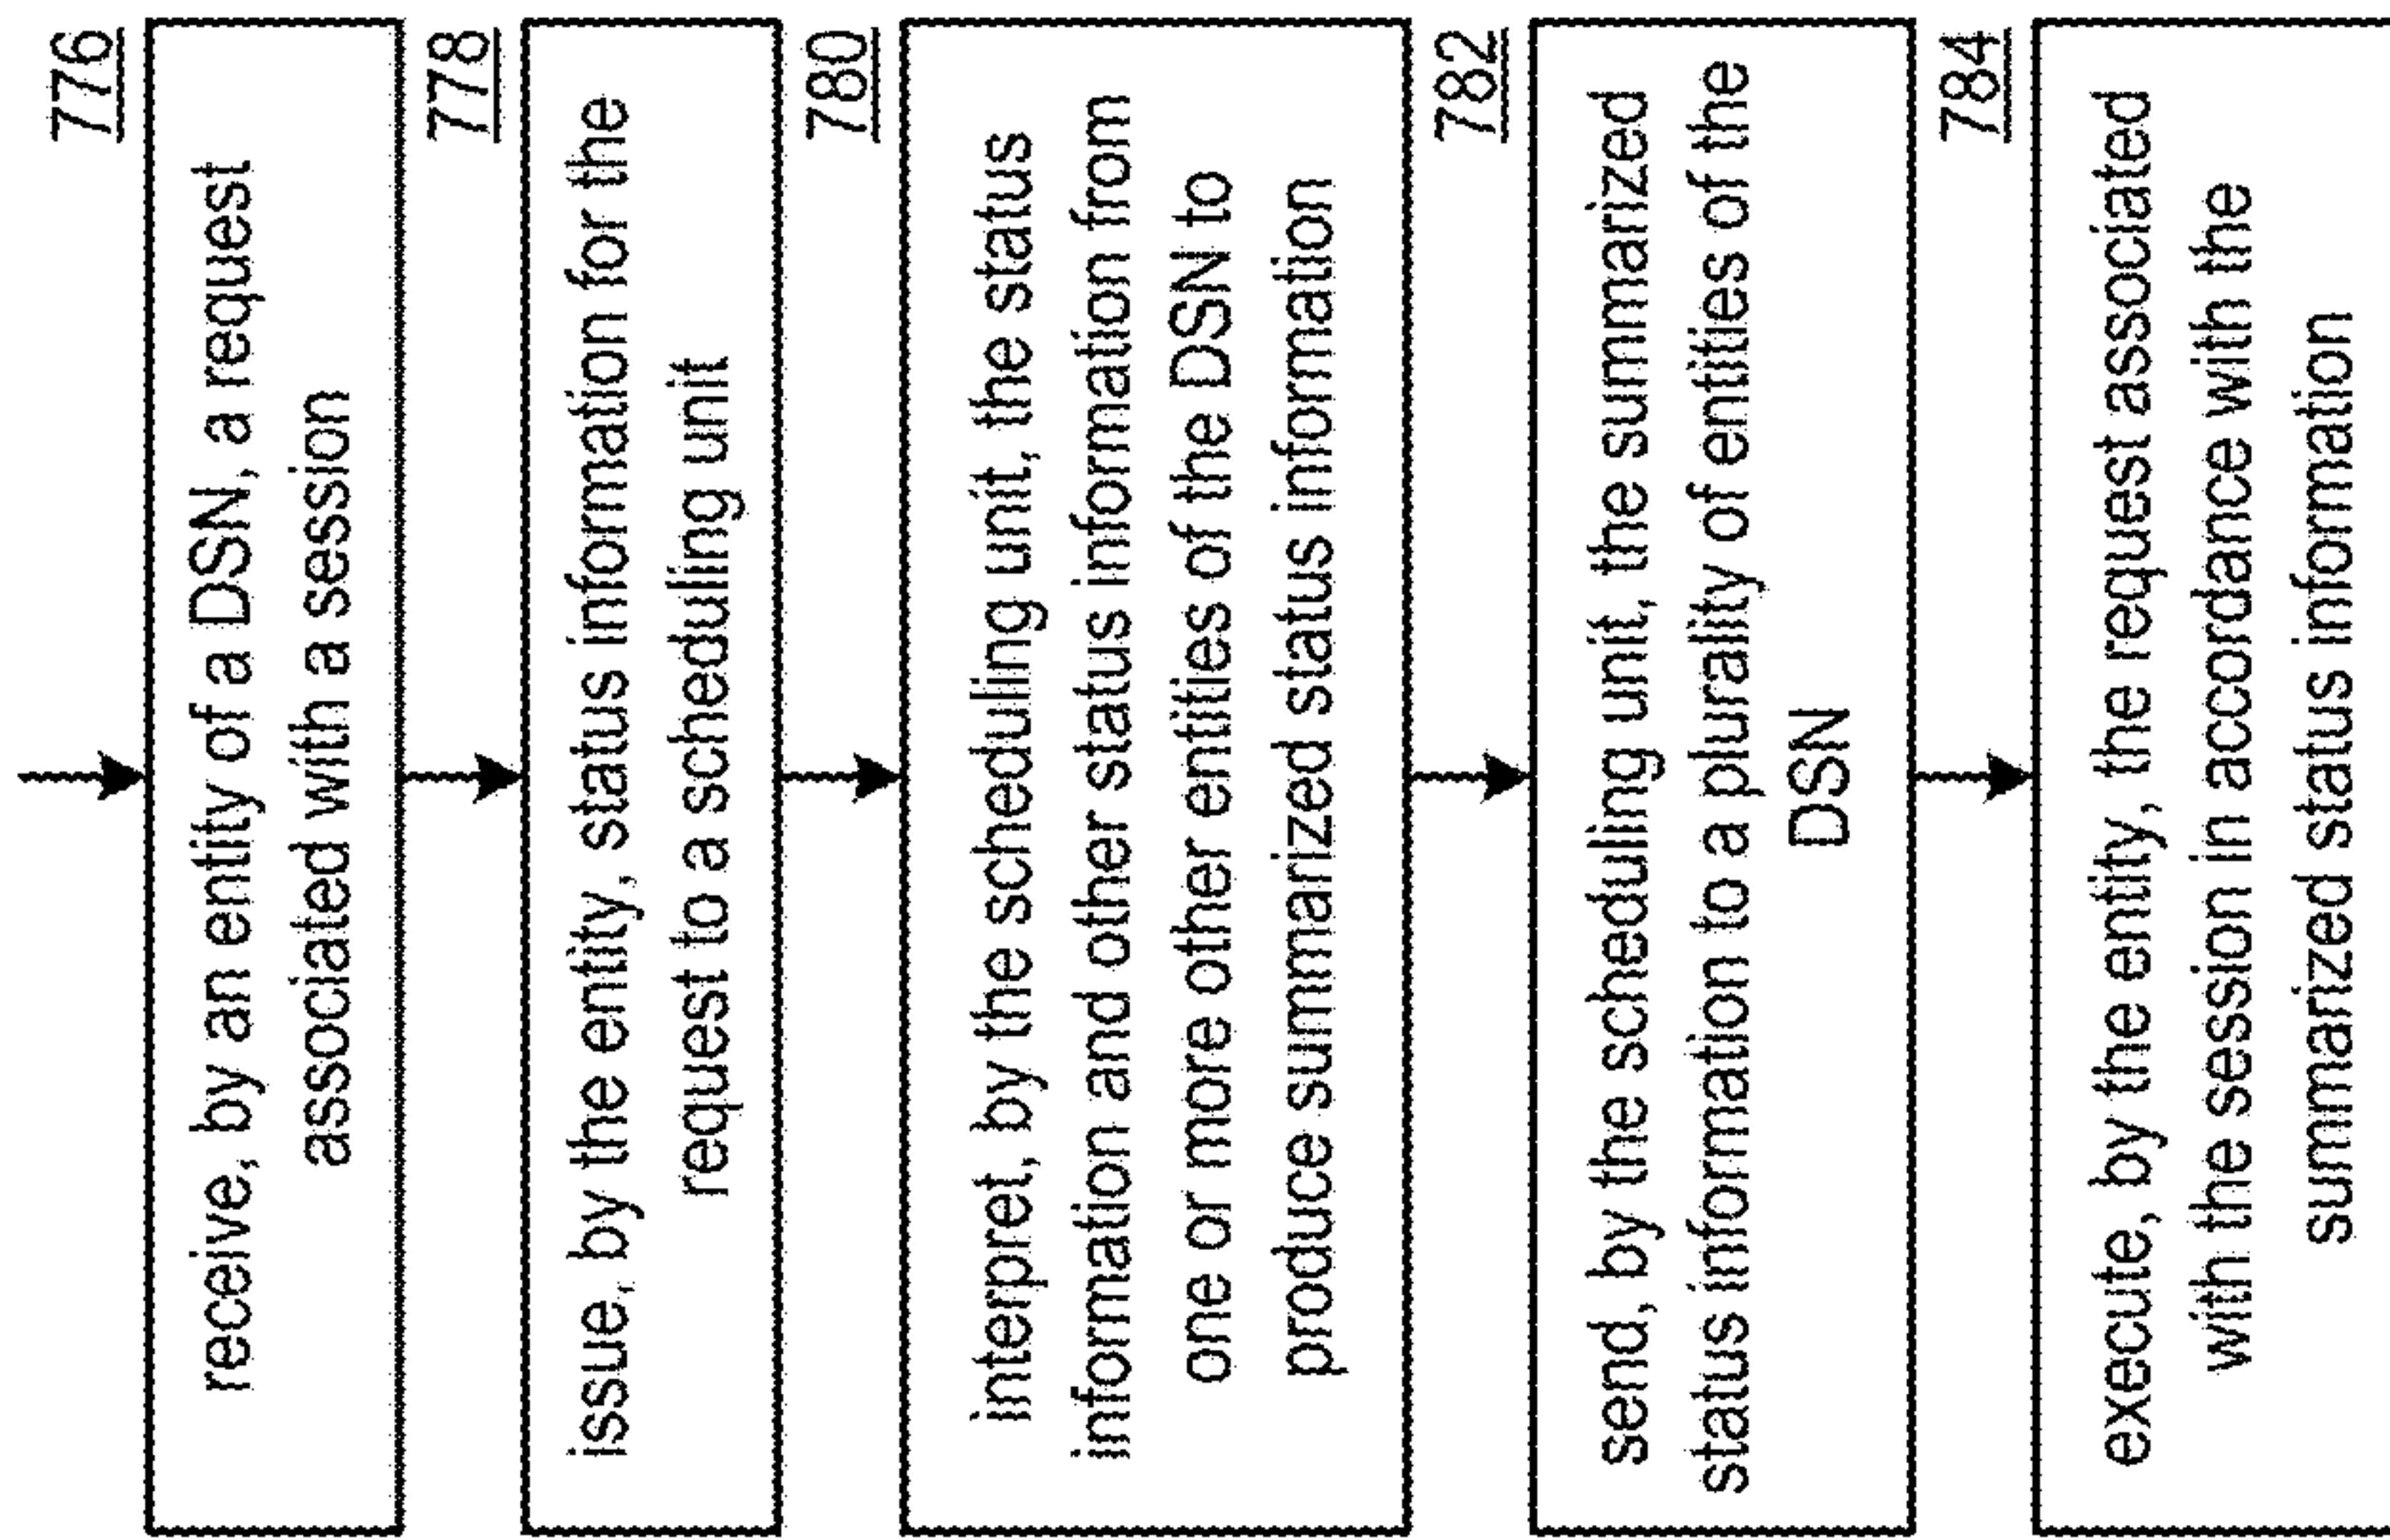 776
receive, by an entity of a DSN, a request
associated with a session
778
issue, by the entity, status information for the
request to a scheduling unit
780
interpret, by the scheduling unit, the status
information and other status information from
one or more other entities of the DSN to
produce summarized status information
782
send, by the scheduling unit, the summarized
status information to a plurality of entities of the
DSN
784
execute, by the entity, the request associated
with the session in accordance with the
summarized status information